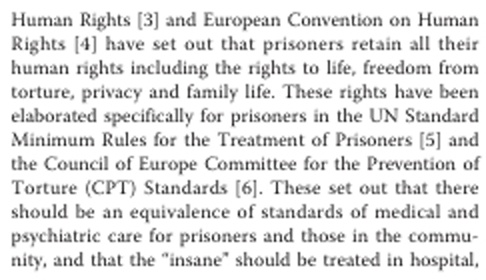 Human Rights [3] and European Convention on Human
Rights [4] have set out that prisoners retain all their
human rights including the rights to life, freedom from
torture, privacy and family life. These rights have been
elaborated specifically for prisoners in the UN Standard
Minimum Rules for the Treatment of Prisoners [5] and
the Council of Europe Committee for the Prevention of
Torture (CPT) Standards [6]. These set out that there
should be an equivalence of standards of medical and
psychiatric care for prisoners and those in the commu-
nity, and that the “insane” should be treated in hospital,